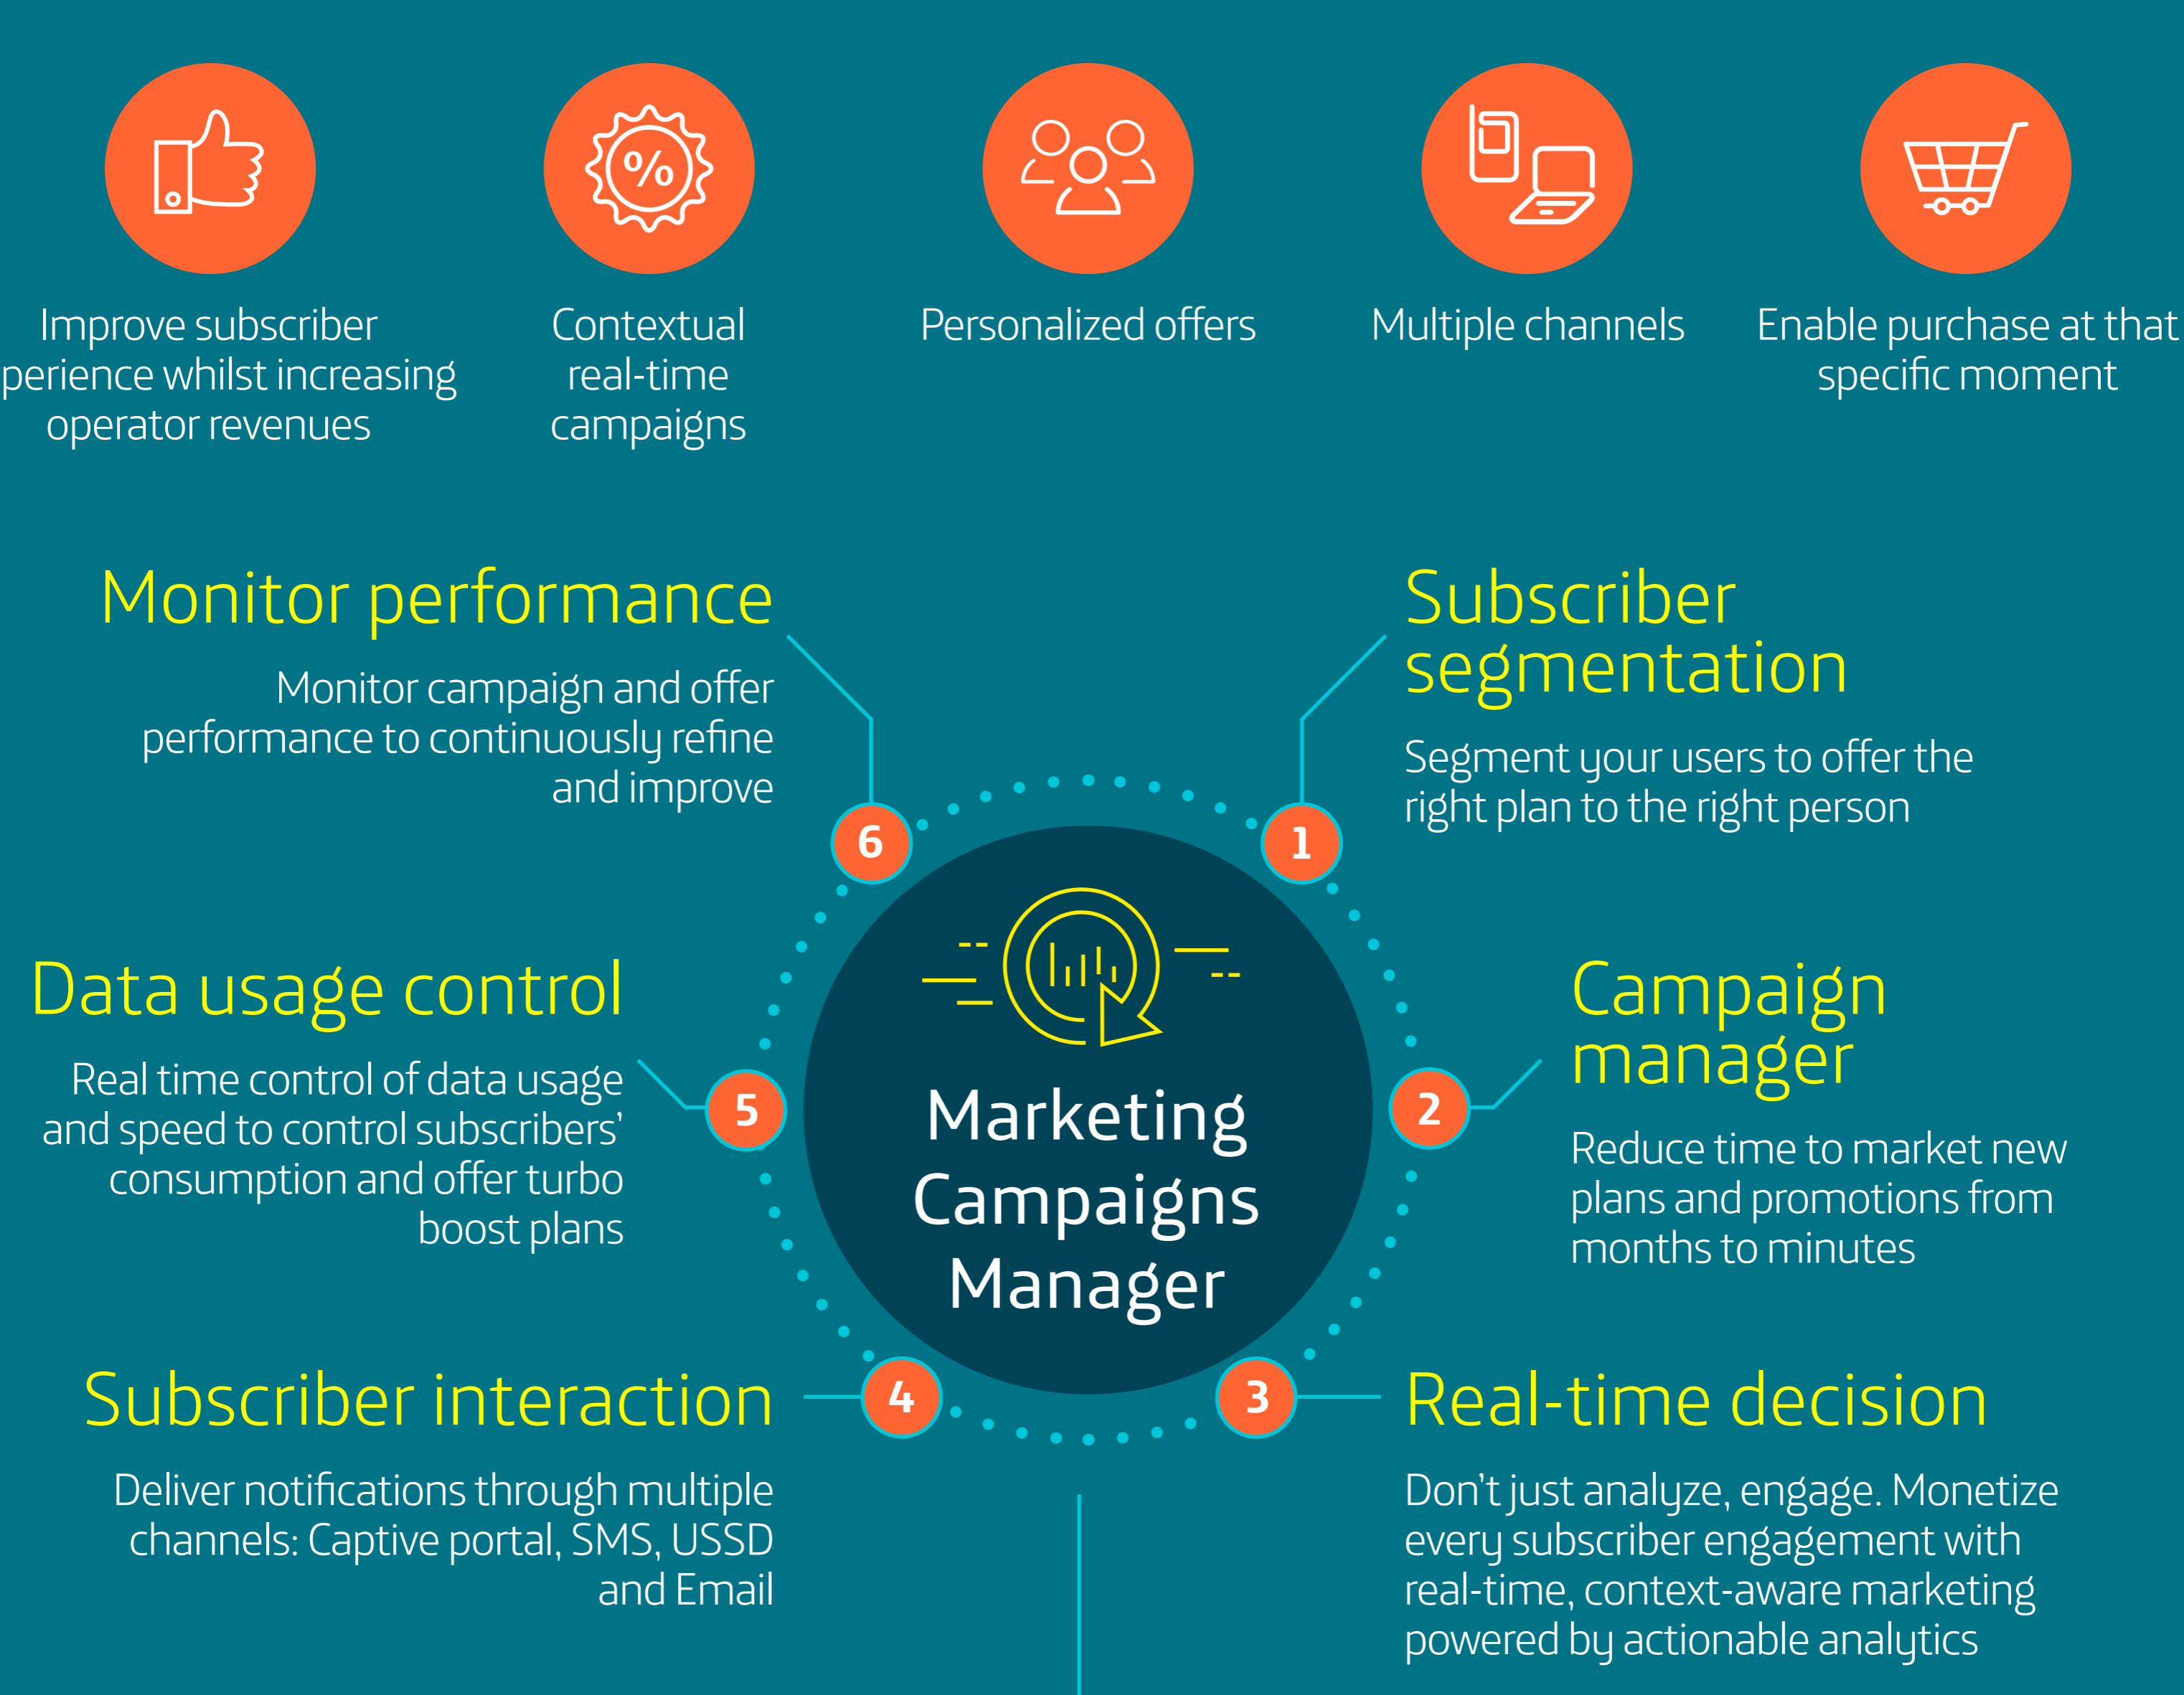 Improve subscriber
perience whilst increasing
operator revenues
%
Contextual
real-time
campaigns
Personalized offers
Multiple channels
Enable purchase at that
specific moment
Monitor performance
Monitor campaign and offer
performance to continuously refine
and improve
6
Subscriber
segmentation
Segment your users to offer the
right plan to the right person
1
Data usage control
Real time control of data usage
and speed to control subscribers’
consumption and offer turbo
boost plans
5
Marketing
Campaigns
Manager
Campaign
manager
Reduce time to market new
plans and promotions from
months to minutes
2
Subscriber interaction
Deliver notifications through multiple
channels: Captive portal, SMS, USSD
and Email
4
3
Real-time decision
Don’t just analyze, engage. Monetize
every subscriber engagement with
real-time, context-aware marketing
powered by actionable analytics